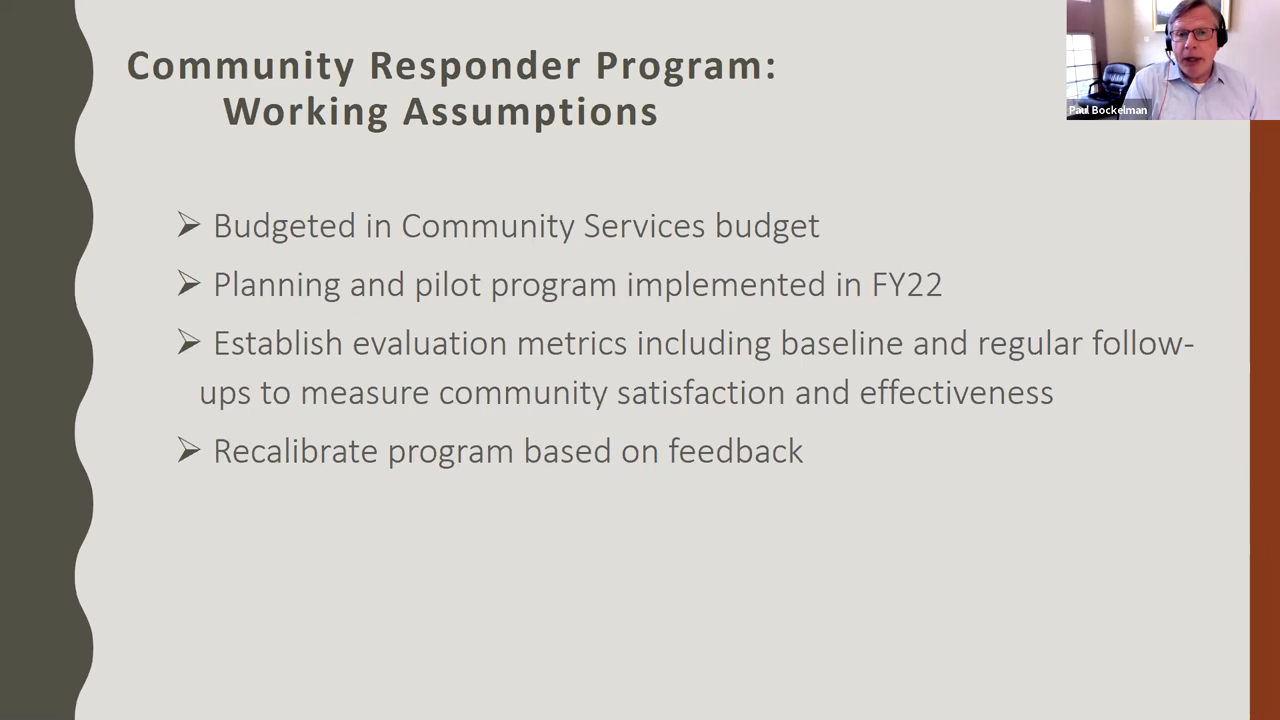 Community Responder Program:
Working Assumptions
Paul Bockelman
➢ Budgeted in Community Services budget
➢ Planning and pilot program implemented in FY22
➢ Establish evaluation metrics including baseline and regular follow-
ups to measure community satisfaction and effectiveness
➢ Recalibrate program based on feedback